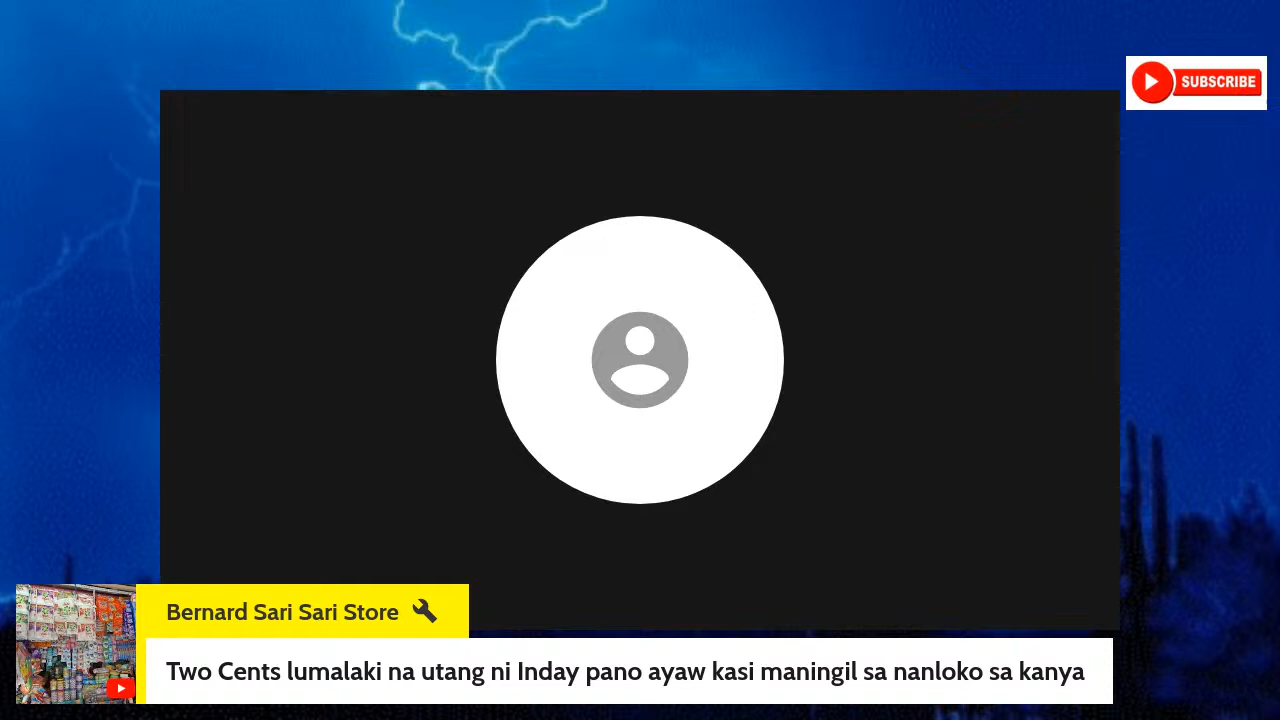 SUBSCRIBE
Bernard Sari Sari Store
Two Cents lumalaki na utang ni Inday pano ayaw kasi maningil sa nanloko sa kanya